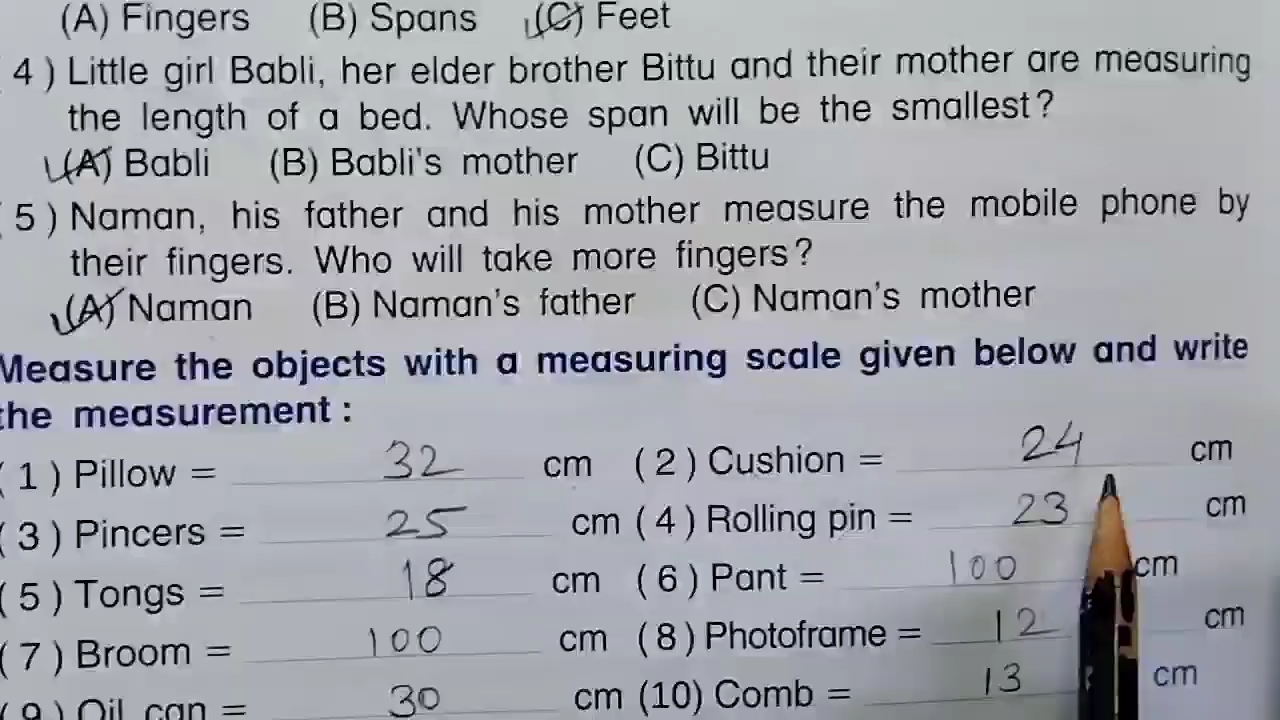 (A) Fingers (B) Spans (C) Feet
4 ) Little girl Babli, her elder brother Bittu and their mother are measuring
the length of a bed. Whose span will be the smallest?
(A) Babli (B) Babli's mother (C) Bittu
5 ) Naman, his father and his mother measure the mobile phone by
their fingers. Who will take more fingers?
(A) Naman (B) Naman's father (C) Naman's mother
Measure the objects with a measuring scale given below and write
the measurement :
( 1 ) Pillow = 32 cm ( 2 ) Cushion = 24 cm
( 3 ) Pincers = 25 cm ( 4 ) Rolling pin = 23 cm
( 5 ) Tongs = 18 cm ( 6 ) Pant = 100 cm
( 7 ) Broom = 100 cm ( 8 ) Photoframe = 12 cm
( 9 ) Oil can = 30 cm (10) Comb = 13 cm